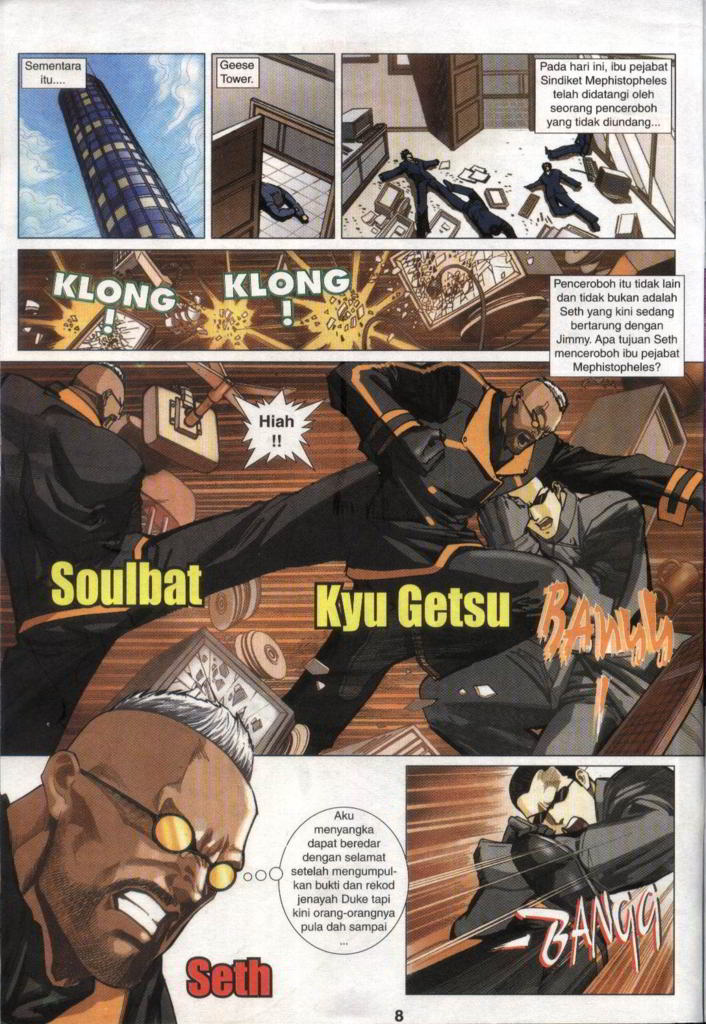 Sementara
itu....
Geese
Tower.
Pada hari ini, ibu pejabat
Sindiket Mephistopheles
telah didatangi oleh
seorang penceroboh
yang tidak diundang...
KLONG
!
KLONG
!
Penceroboh itu tidak lain
dan tidak bukan adalah
Seth yang kini sedang
bertarung dengan
Jimmy. Apa tujuan Seth
menceroboh ibu pejabat
Mephistopheles?
Hiah
!!
Soulbat
Kyu Getsu
BANGG
!
Aku
menyangka
dapat beredar
dengan selamat
setelah mengumpul-
kan bukti dan rekod
jenayah Duke tapi
kini orang-orangnya
pula dah sampai
...
Seth
BANGG
8